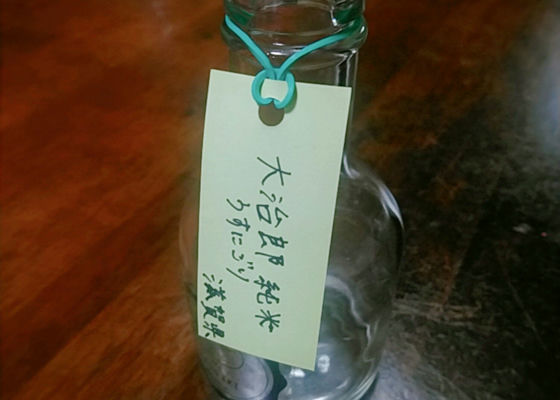 大治郎 純米
うすにごり
滋賀県